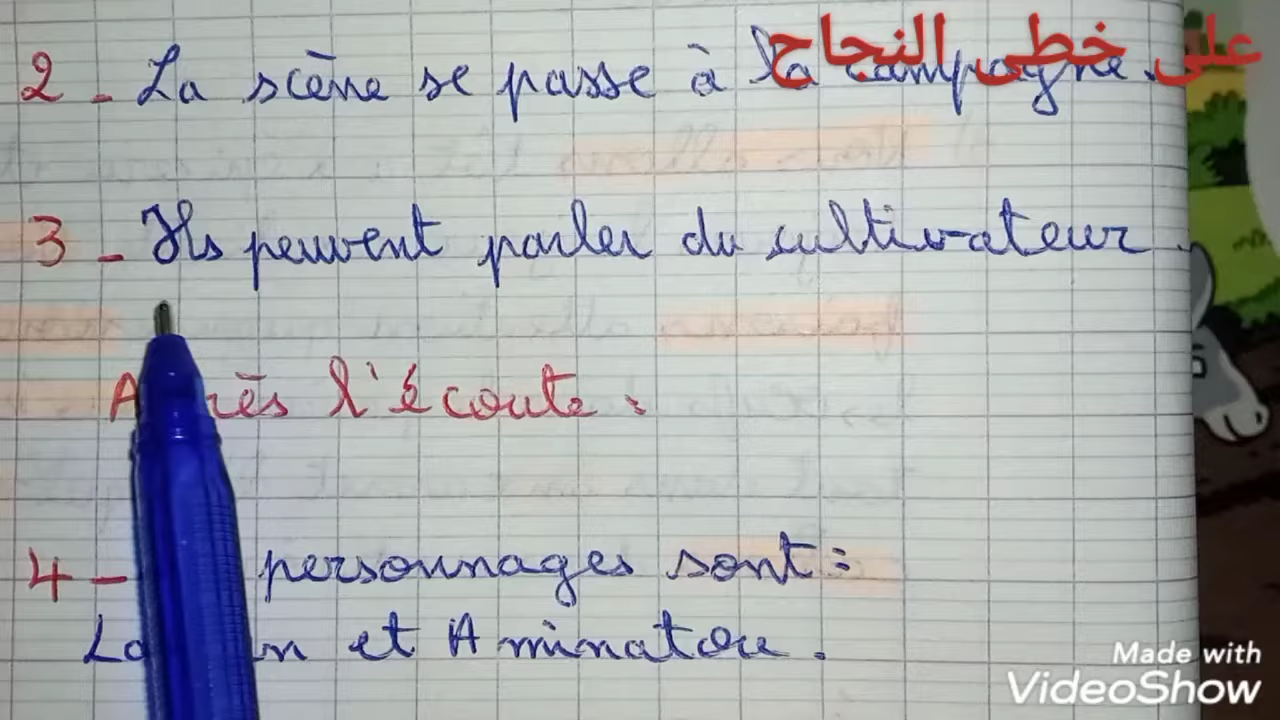 على خطى النجاح
2 - La scène se passe à la campagne.
3 - Ils peuvent parler du cultivateur.
Après l'écoute :
4 - personnages sont :
et Aminatou.
Made with
VideoShow